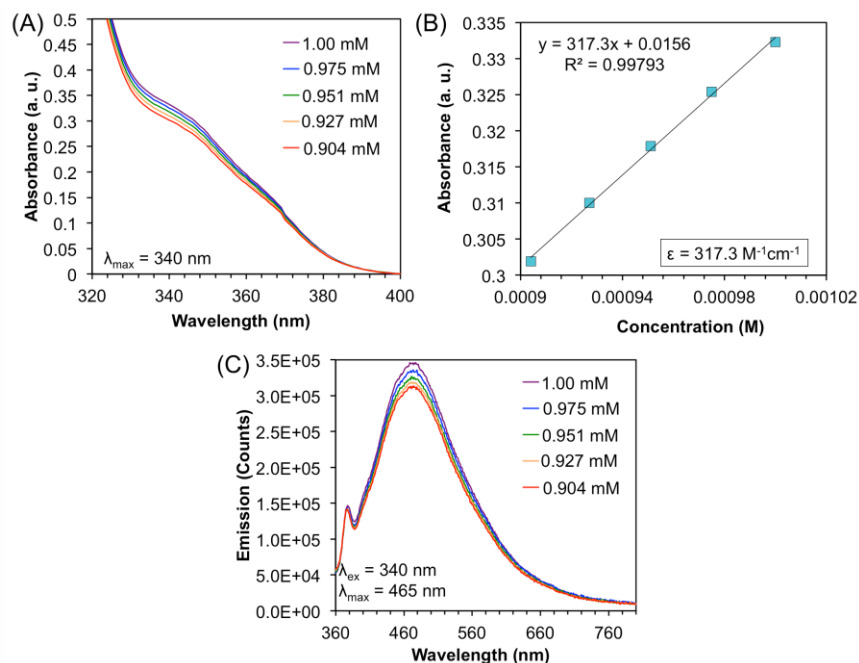 (A)
Absorbance (a. u.)
0.5
0.45
0.4
0.35
0.3
0.25
0.2
0.15
0.1
0.05
0
1.00 mM
0.975 mM
0.951 mM
0.927 mM
0.904 mM
λmax = 340 nm
320
340
360
380
400
Wavelength (nm)
(B)
Absorbance (a. u.)
0.335
0.33
0.325
0.32
0.315
0.310
0.305
0.3
y = 317.3x + 0.0156
R² = 0.99793
ε = 317.3 M⁻¹cm⁻¹
0.0009
0.00094
0.00098
0.00102
Concentration (M)
(C)
Emission (Counts)
3.5E+05
3.0E+05
2.5E+05
2.0E+05
1.5E+05
1.0E+05
5.0E+04
0.0E+00
1.00 mM
0.975 mM
0.951 mM
0.927 mM
0.904 mM
λex = 340 nm
λmax = 465 nm
360
460
560
660
760
Wavelength (nm)